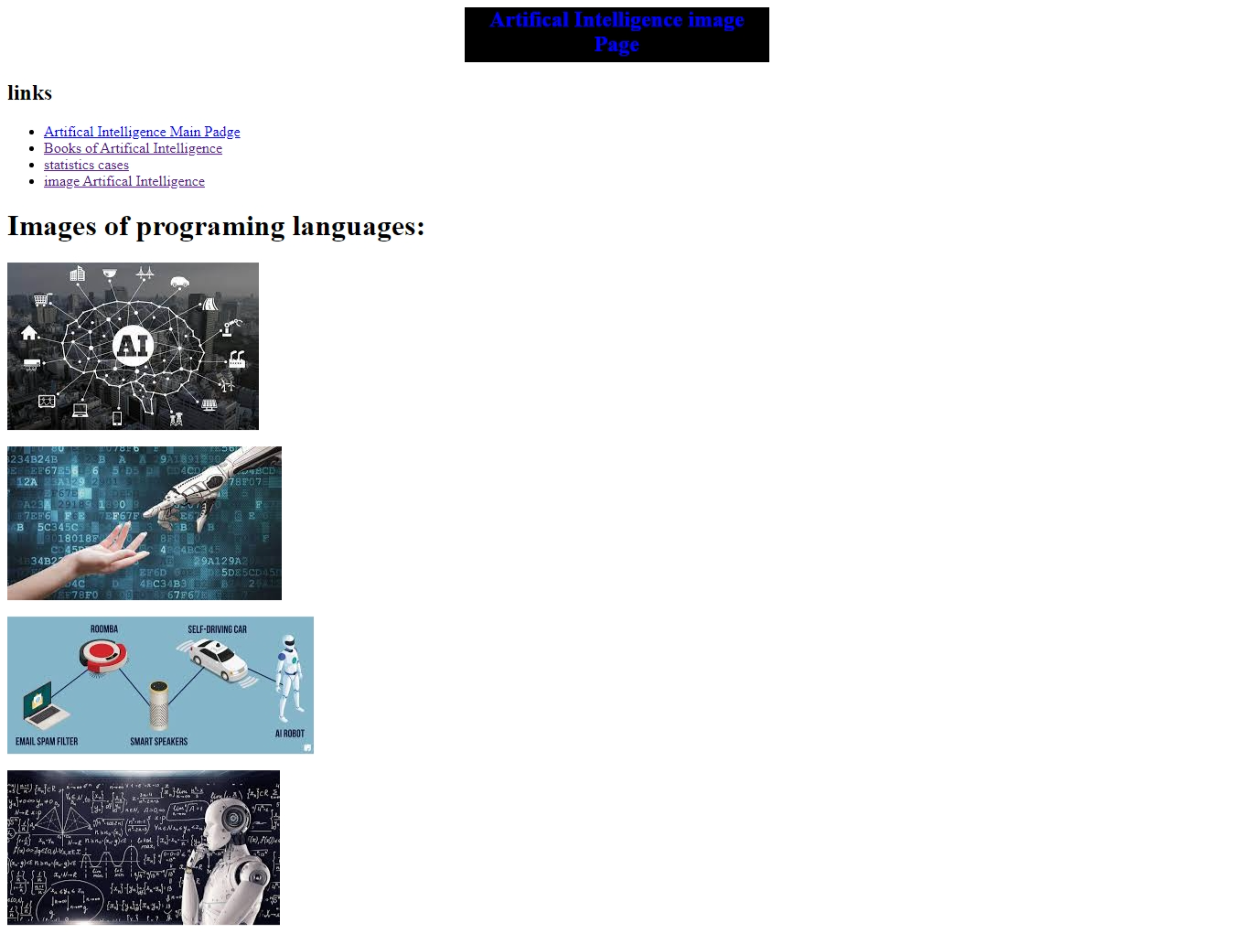 Artifical Intelligence image
Page
links
Artifical Intelligence Main Padge
Books of Artifical Intelligence
statistics cases
image Artifical Intelligence
Images of programing languages:
AI
ROOMBA
SELF-DRIVING CAR
EMAIL SPAM FILTER
SMART SPEAKERS
AI ROBOT